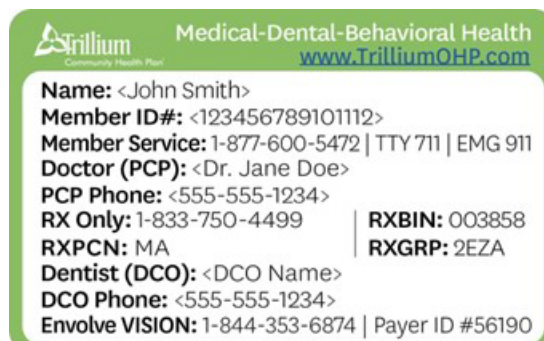 Trillium
Community Health Plan
Medical-Dental-Behavioral Health
www.TrilliumOHP.com
Name: <John Smith>
Member ID#: <123456789101112>
Member Service: 1-877-600-5472 | TTY 711 | EMG 911
Doctor (PCP): <Dr. Jane Doe>
PCP Phone: <555-555-1234>
RX Only: 1-833-750-4499 | RXBIN: 003858
RXPCN: MA | RXGRP: 2EZA
Dentist (DCO): <DCO Name>
DCO Phone: <555-555-1234>
Envolve VISION: 1-844-353-6874 | Payer ID #56190